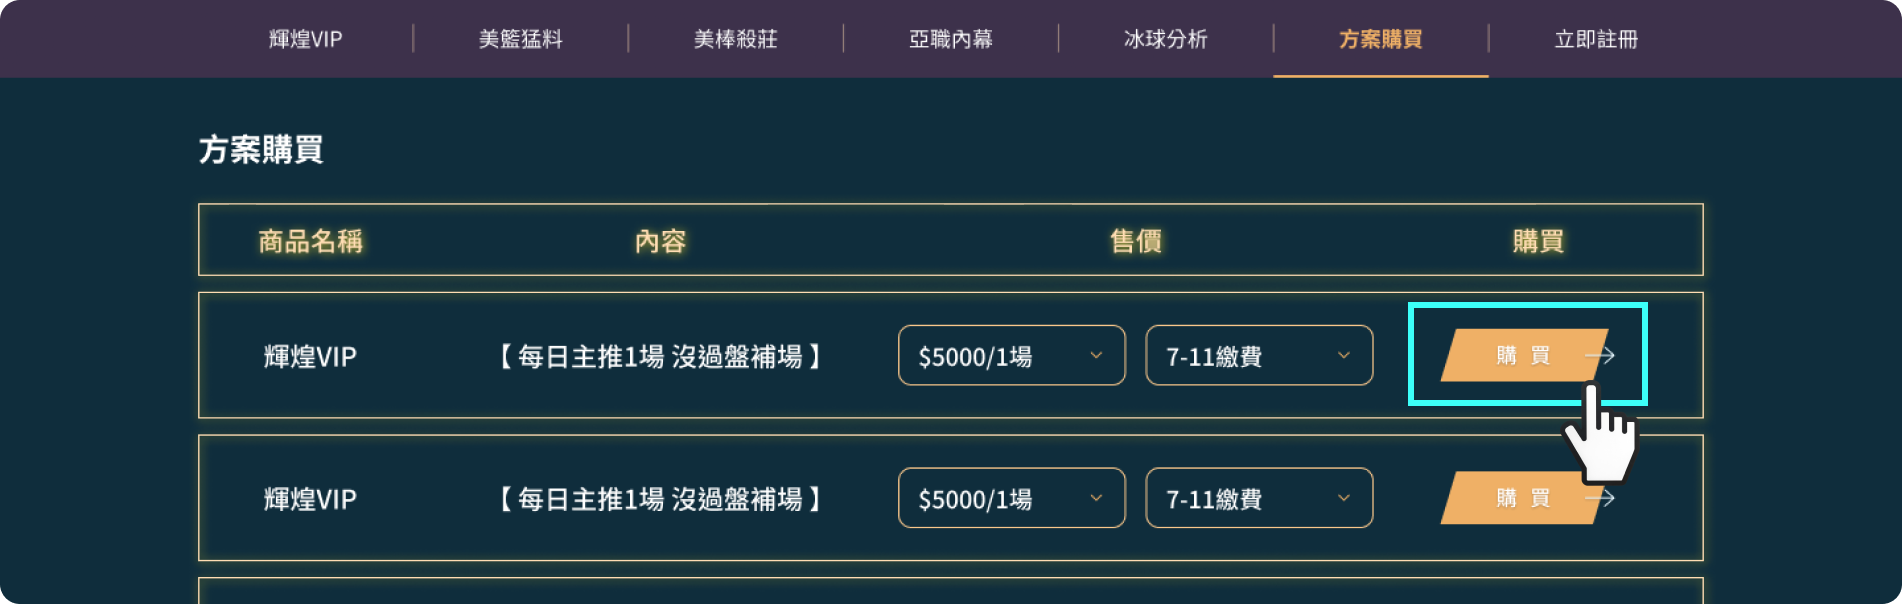 輝煌VIP 美籃猛料 美棒殺莊 亞職內幕 冰球分析 方案購買 立即註冊
方案購買
商品名稱 內容 售價 購買
輝煌VIP 【 每日主推1場 沒過盤補場 】 $5000/1場 7-11繳費 購 買
輝煌VIP 【 每日主推1場 沒過盤補場 】 $5000/1場 7-11繳費 購 買